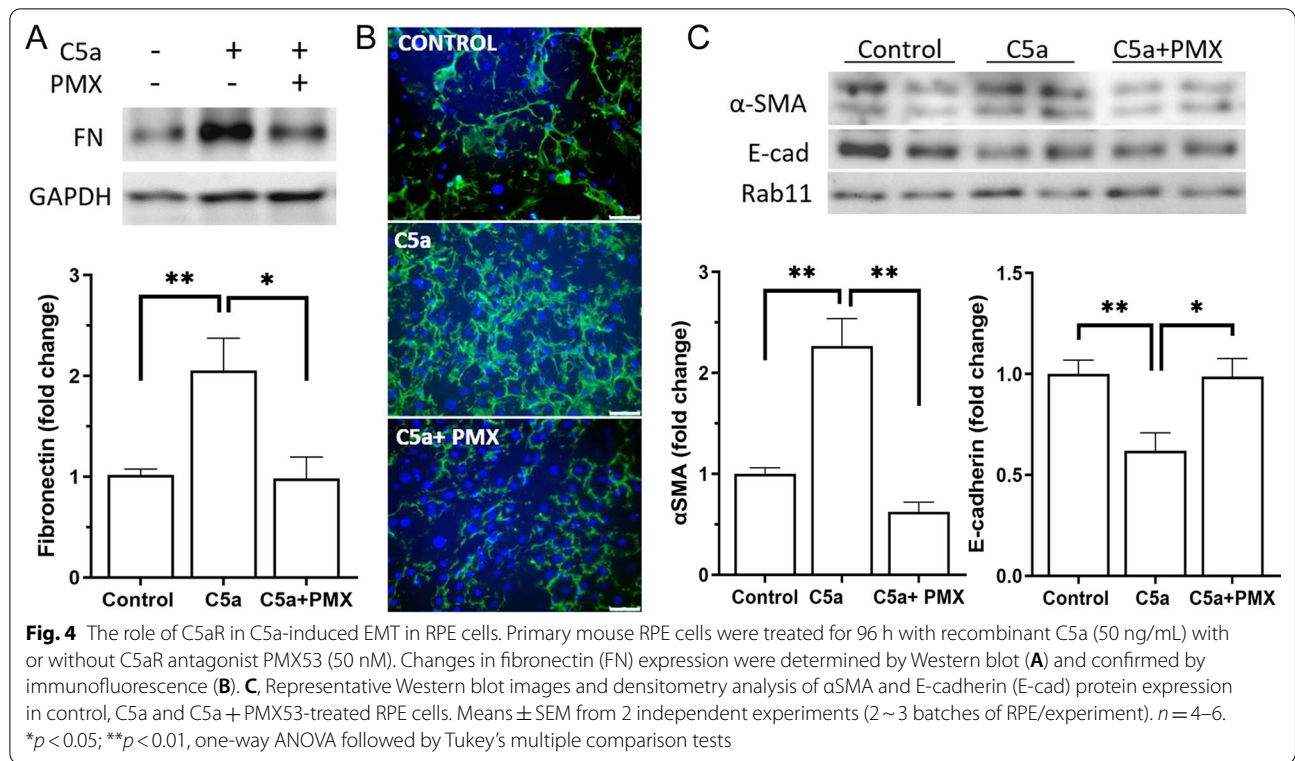 A
C5a - + +
PMX - - +
FN
GAPDH
Fibronectin (fold change)
3
2
1
0
** *
Control C5a C5a+PMX
B
CONTROL
C5a
C5a+ PMX
C
Control C5a C5a+PMX
α-SMA
E-cad
Rab11
αSMA (fold change)
3
2
1
0
** **
Control C5a C5a+ PMX
E-cadherin (fold change)
1.5
1.0
0.5
0.0
** *
Control C5a C5a+PMX
Fig. 4 The role of C5aR in C5a-induced EMT in RPE cells. Primary mouse RPE cells were treated for 96 h with recombinant C5a (50 ng/mL) with
or without C5aR antagonist PMX53 (50 nM). Changes in fibronectin (FN) expression were determined by Western blot (A) and confirmed by
immunofluorescence (B). C, Representative Western blot images and densitometry analysis of αSMA and E-cadherin (E-cad) protein expression
in control, C5a and C5a + PMX53-treated RPE cells. Means ± SEM from 2 independent experiments (2 ~ 3 batches of RPE/experiment). n = 4–6.
*p < 0.05; **p < 0.01, one-way ANOVA followed by Tukey's multiple comparison tests